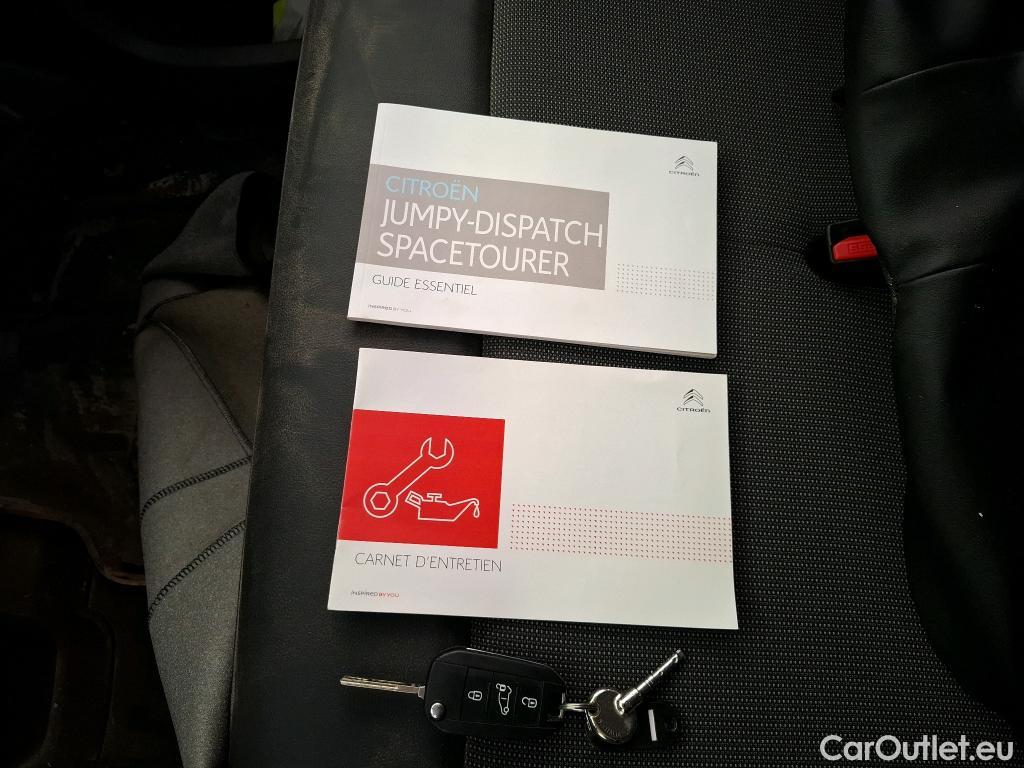 CITROËN
CITROËN
JUMPY-DISPATCH
SPACETOURER
GUIDE ESSENTIEL
INSPIRED BY YOU
CITROËN
CARNET D'ENTRETIEN
INSPIRED BY YOU
CarOutlet.eu